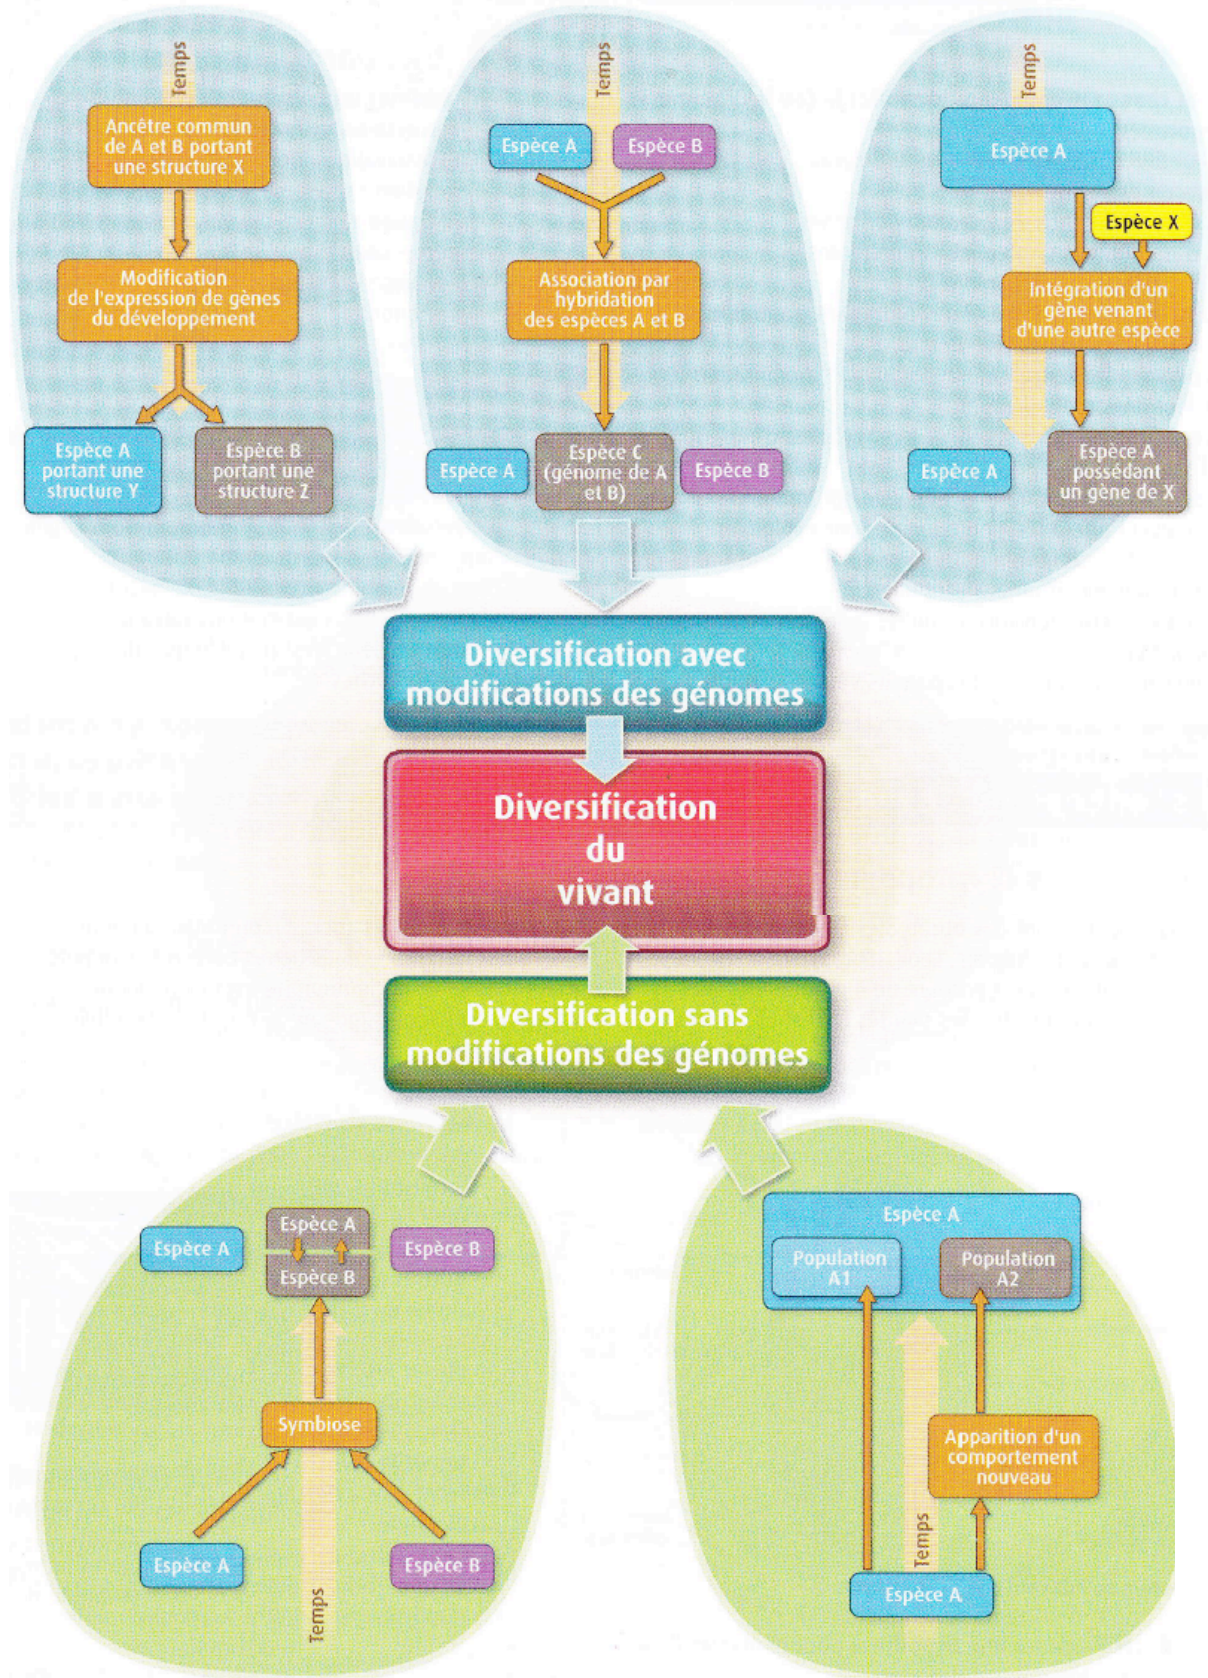 Temps
Ancêtre commun
de A et B portant
une structure X
Modification
de l'expression de gènes
du développement
Espèce A
portant une
structure Y
Espèce B
portant une
structure Z
Temps
Espèce A
Espèce B
Association par
hybridation
des espèces A et B
Espèce A
Espèce C
(génome de A
et B)
Espèce B
Temps
Espèce A
Espèce X
Intégration d'un
gène venant
d'une autre espèce
Espèce A
Espèce A
possédant
un gène de X
Diversification avec
modifications des génomes
Diversification
du
vivant
Diversification sans
modifications des génomes
Espèce A
Espèce A
Espèce B
Espèce B
Symbiose
Espèce A
Espèce B
Temps
Espèce A
Population
A1
Population
A2
Apparition d'un
comportement
nouveau
Temps
Espèce A